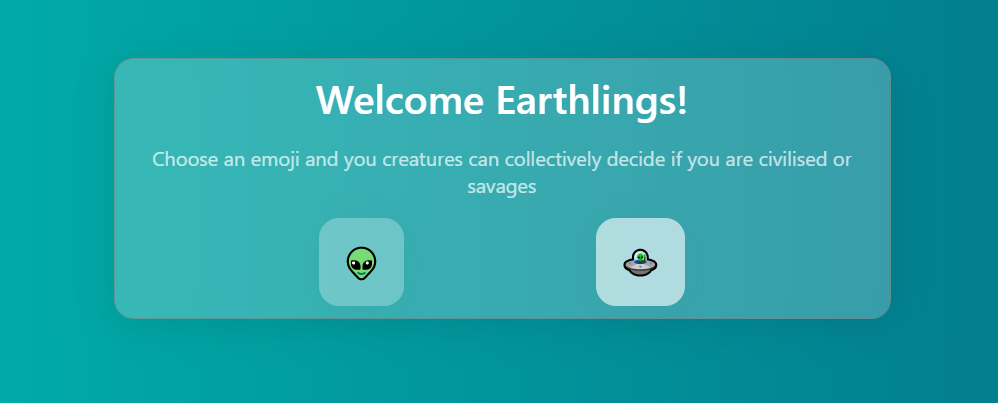 Welcome Earthlings!
Choose an emoji and you creatures can collectively decide if you are civilised or
savages